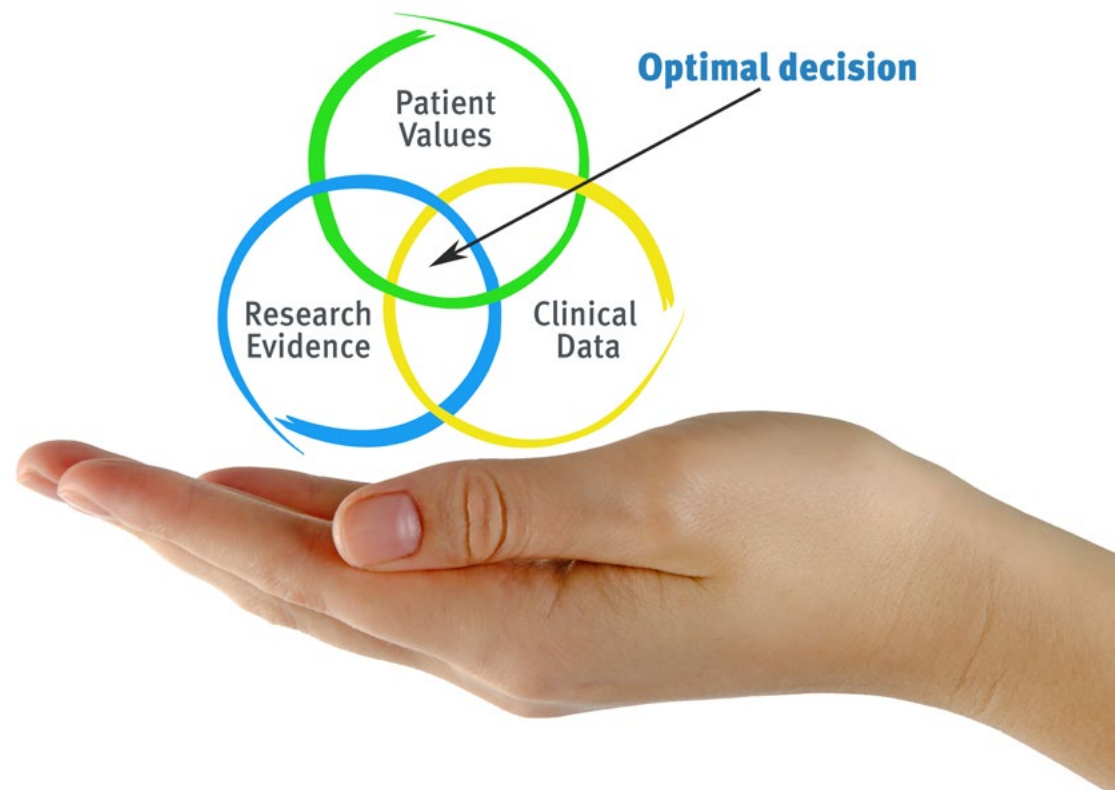 Optimal decision
Patient
Values
Research
Evidence
Clinical
Data